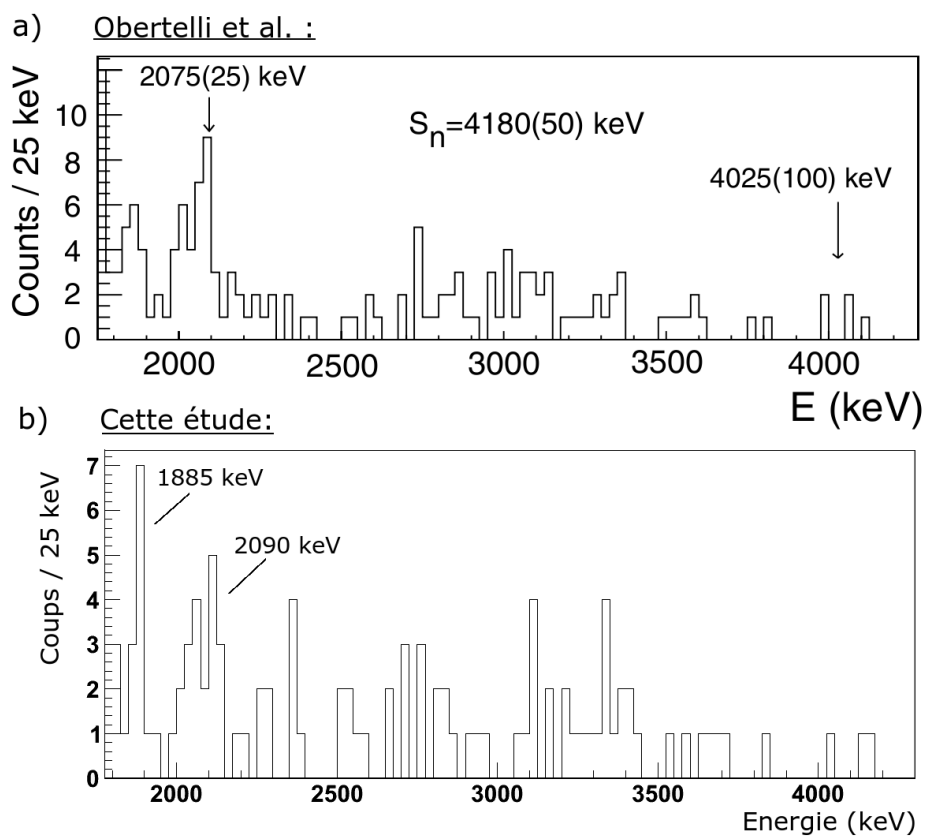 a) Obertelli et al. :
Counts / 25 keV
10
8
6
4
2
0
2075(25) keV
Sn=4180(50) keV
4025(100) keV
2000 2500 3000 3500 4000
E (keV)
b) Cette étude:
Coups / 25 keV
7
6
5
4
3
2
1
0
1885 keV
2090 keV
2000 2500 3000 3500 4000
Energie (keV)